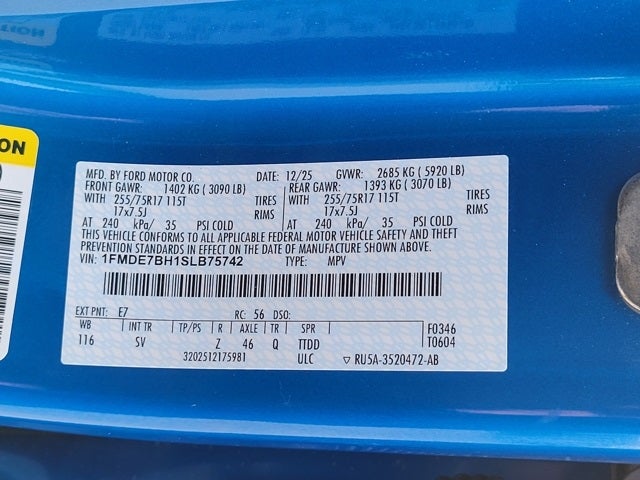 ON
MFD. BY FORD MOTOR CO. DATE: 12/25 GVWR: 2685 KG ( 5920 LB)
FRONT GAWR: 1402 KG ( 3090 LB) REAR GAWR: 1393 KG ( 3070 LB)
WITH 255/75R17 115T TIRES WITH 255/75R17 115T TIRES
17x7.5J RIMS 17x7.5J RIMS
AT 240 kPa/ 35 PSI COLD AT 240 kPa/ 35 PSI COLD
THIS VEHICLE CONFORMS TO ALL APPLICABLE FEDERAL MOTOR VEHICLE SAFETY AND THEFT
PREVENTION STANDARDS IN EFFECT ON THE DATE OF MANUFACTURE SHOWN ABOVE.
VIN: 1FMDE7BH1SLB75742 TYPE: MPV
EXT PNT: E7 RC: 56 DSO:
WB INT TR TP/PS R AXLE TR SPR F0346
116 SV Z 46 Q TTDD T0604
3202512175981 ULC ▽ RU5A-3520472-AB